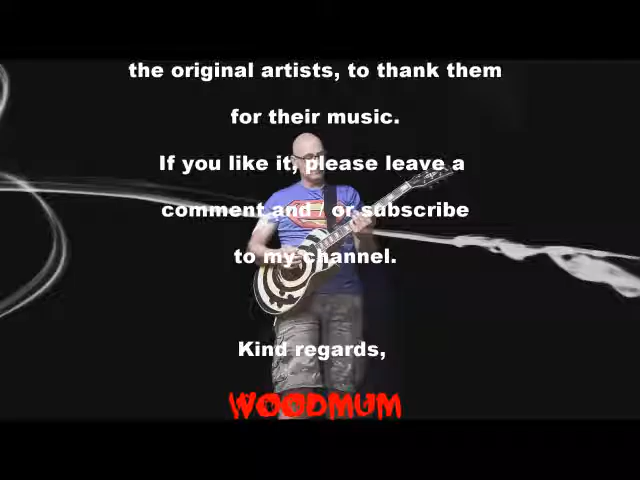 the original artists, to thank them
for their music.
If you like it, please leave a
comment and / or subscribe
to my channel.
Kind regards,
WOODMUM